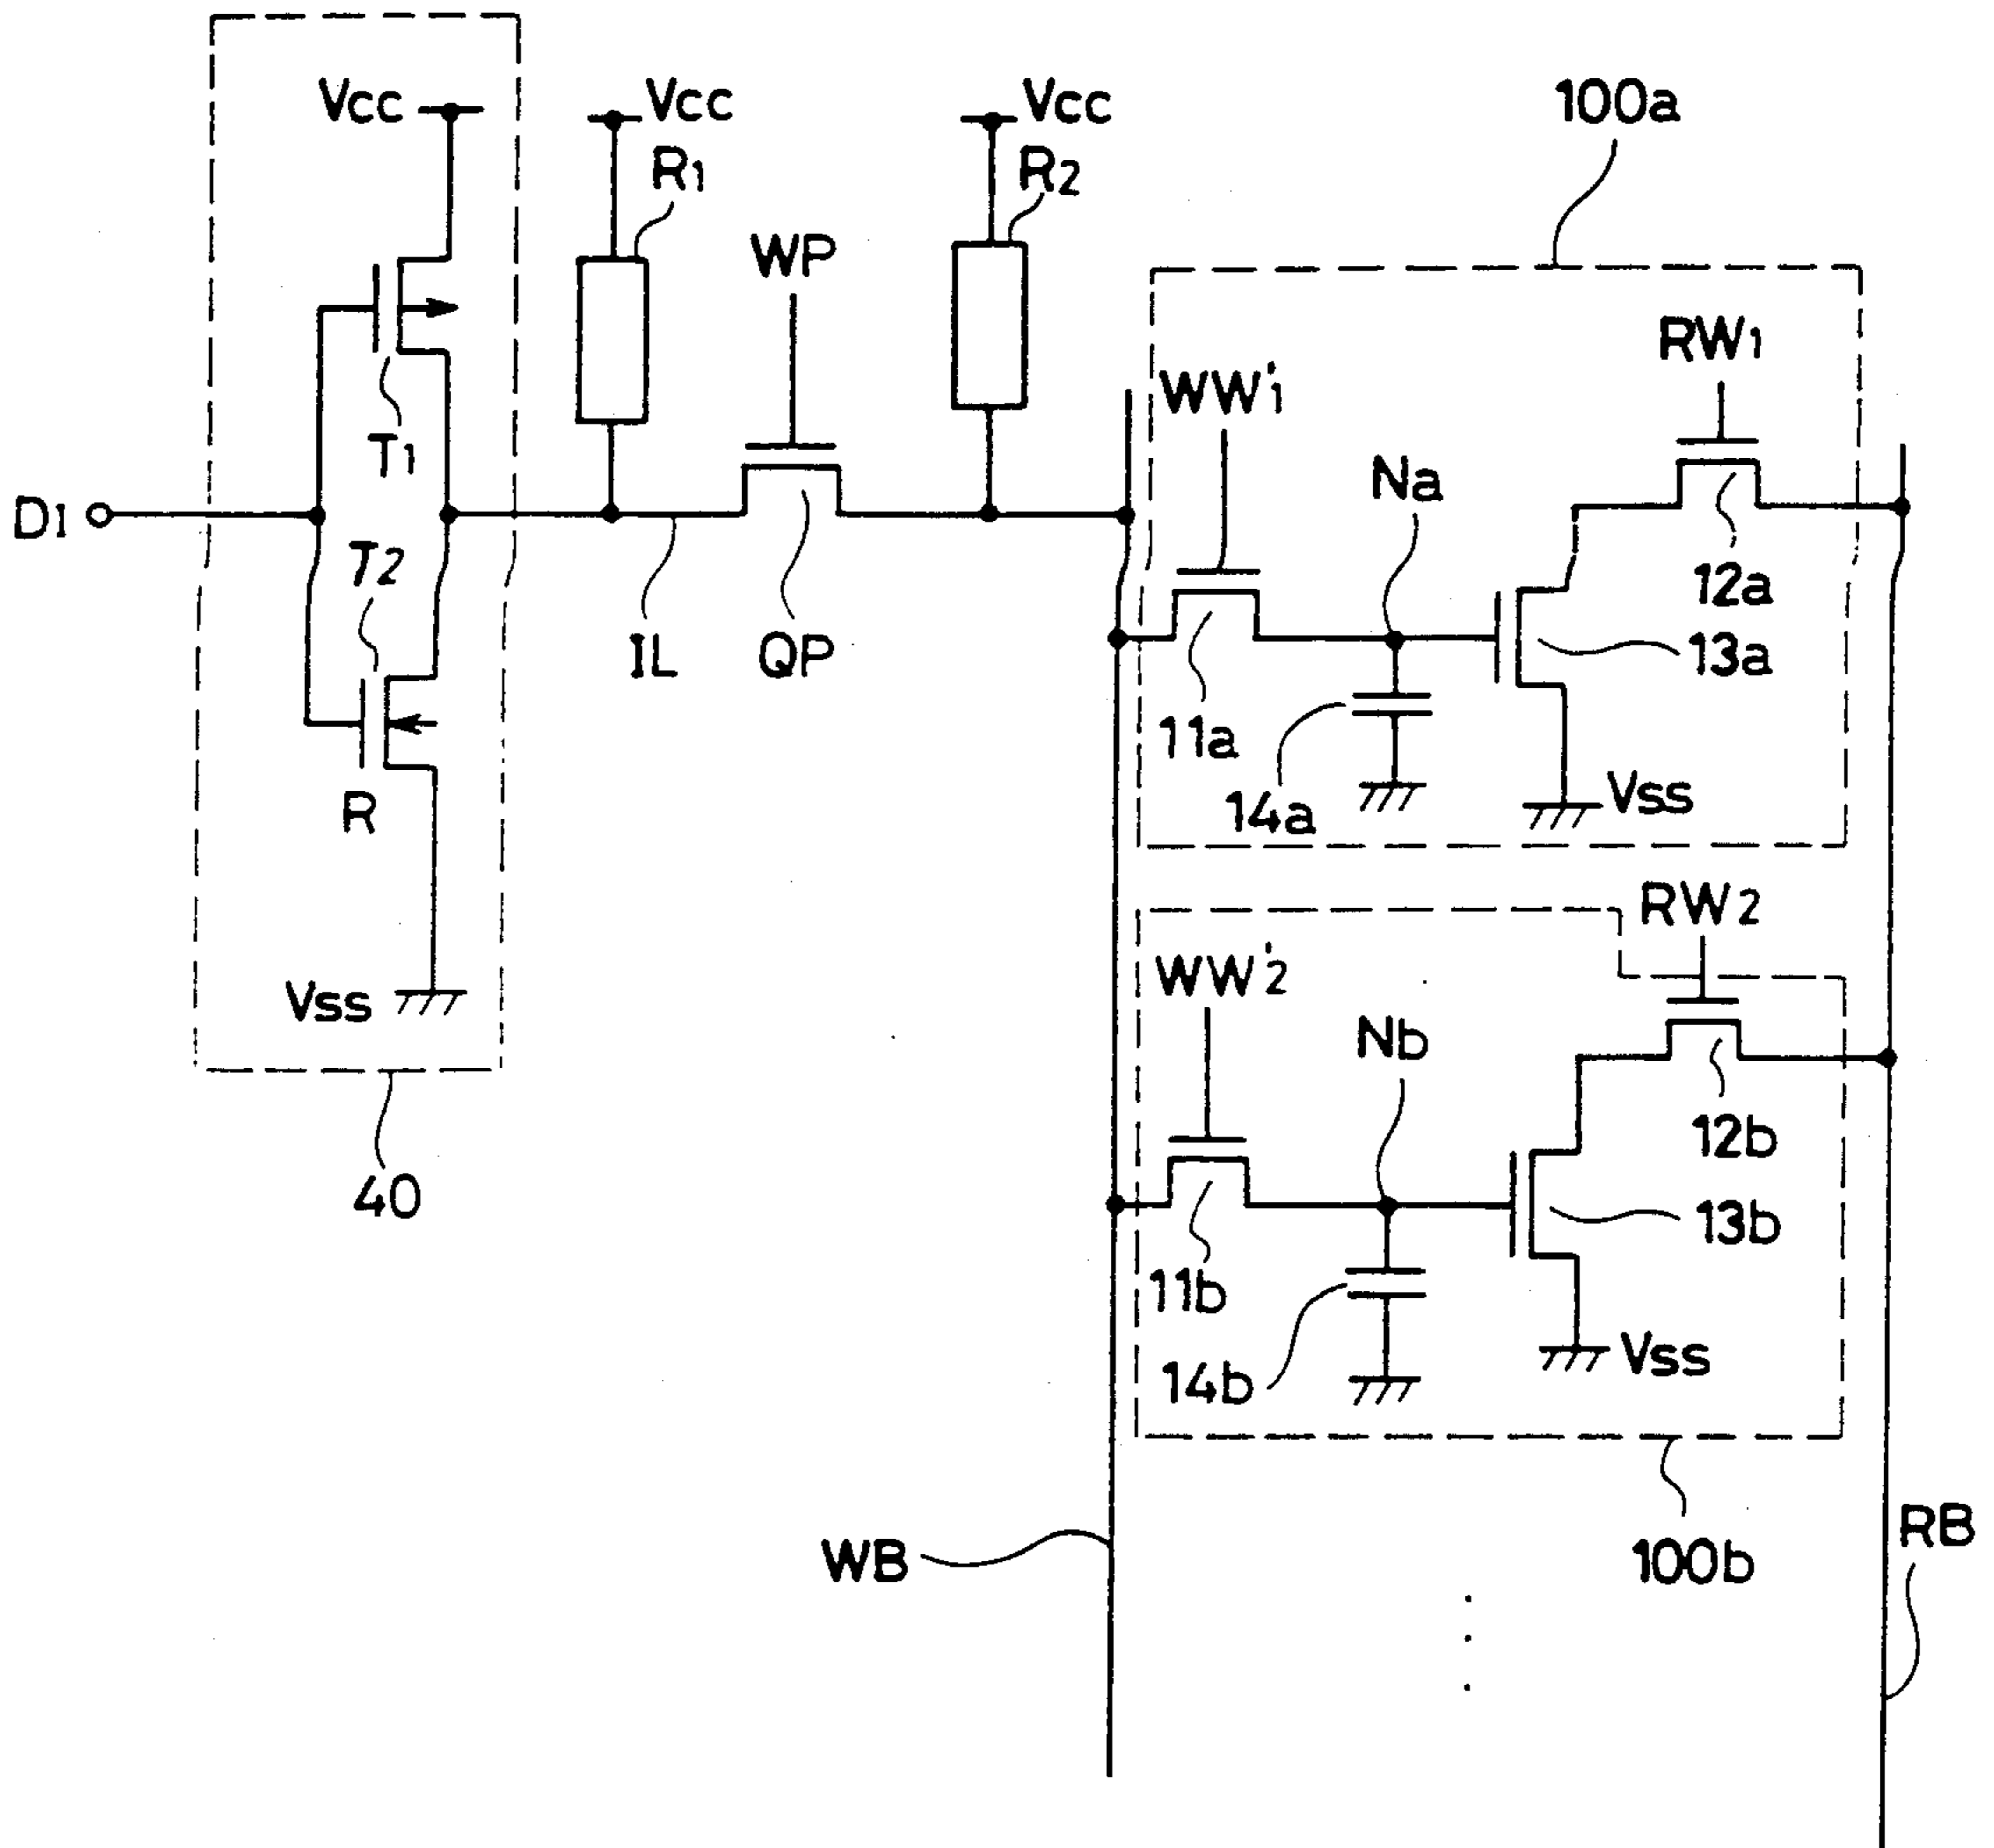 Vcc
Vcc
Vcc
100a
R1
R2
WP
RW1
WW'1
T1
Na
DI
T2
12a
IL
QP
13a
11a
R
14a
Vss
RW2
WW'2
Vss
Nb
12b
40
13b
11b
Vss
14b
WB
RB
100b